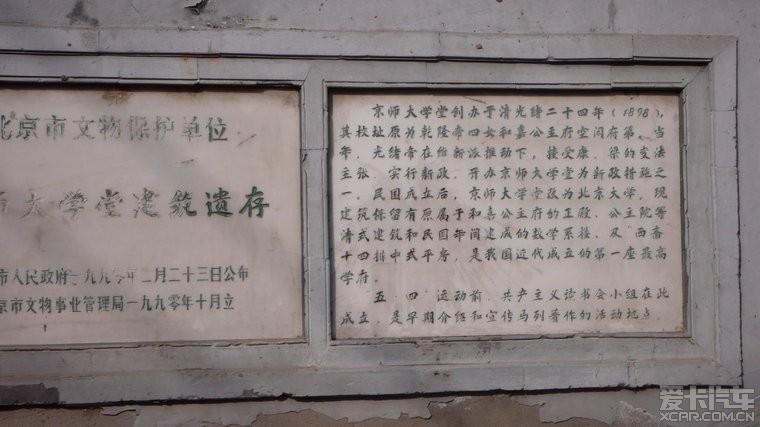 北京市文物保护单位
师大学堂建筑遗存
市人民政府一九九〇年二月二十三日公布
京市文物事业管理局一九九〇年十月立
京师大学堂创办于清光绪二十四年（1898），
其校址原为乾隆帝四女和嘉公主府空闲府第。当
年，光绪帝在维新派推动下，接受康、梁的变法
主张，实行新政。开办京师大学堂为新政措施之
一。民国成立后，京师大学堂改为北京大学。现
建筑保留有原属于和嘉公主府的正殿、公主院等
清式建筑和民国年间建成的数学系楼、及"西斋"
十四排中式平房，是我国近代成立的第一座最高
学府。
五·四"运动前，共产主义读书会小组在此
成立，是早期介绍和宣传马列著作的活动地点。
爱卡汽车
XCAR.COM.CN